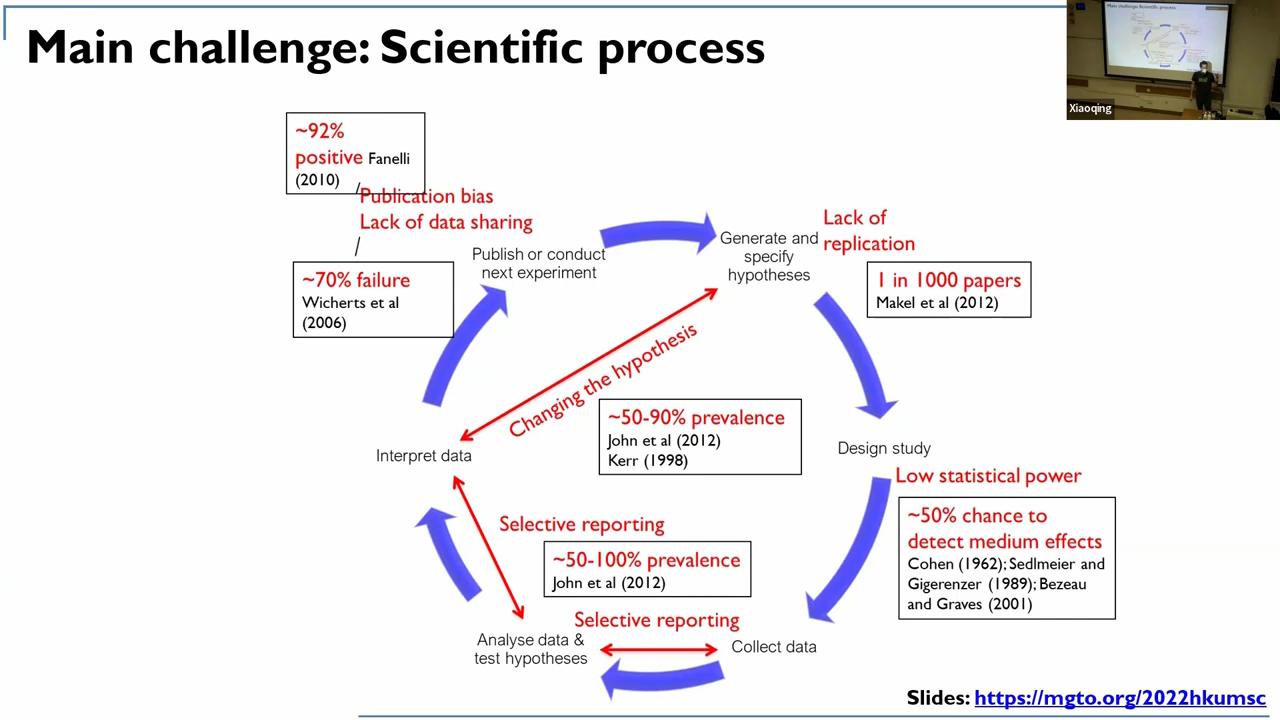 Main challenge: Scientific process
Xiaoqing
~92%
positive Fanelli
(2010)
Publication bias
Lack of data sharing
~70% failure
Wicherts et al
(2006)
Publish or conduct
next experiment
Generate and
specify
hypotheses
Lack of
replication
1 in 1000 papers
Makel et al (2012)
Changing the hypothesis
~50-90% prevalence
John et al (2012)
Kerr (1998)
Interpret data
Design study
Low statistical power
~50% chance to
detect medium effects
Cohen (1962); Sedlmeier and
Gigerenzer (1989); Bezeau
and Graves (2001)
Selective reporting
~50-100% prevalence
John et al (2012)
Selective reporting
Analyse data &
test hypotheses
Collect data
Slides: https://mgto.org/2022hkumsc
Main challenge: Scientific process